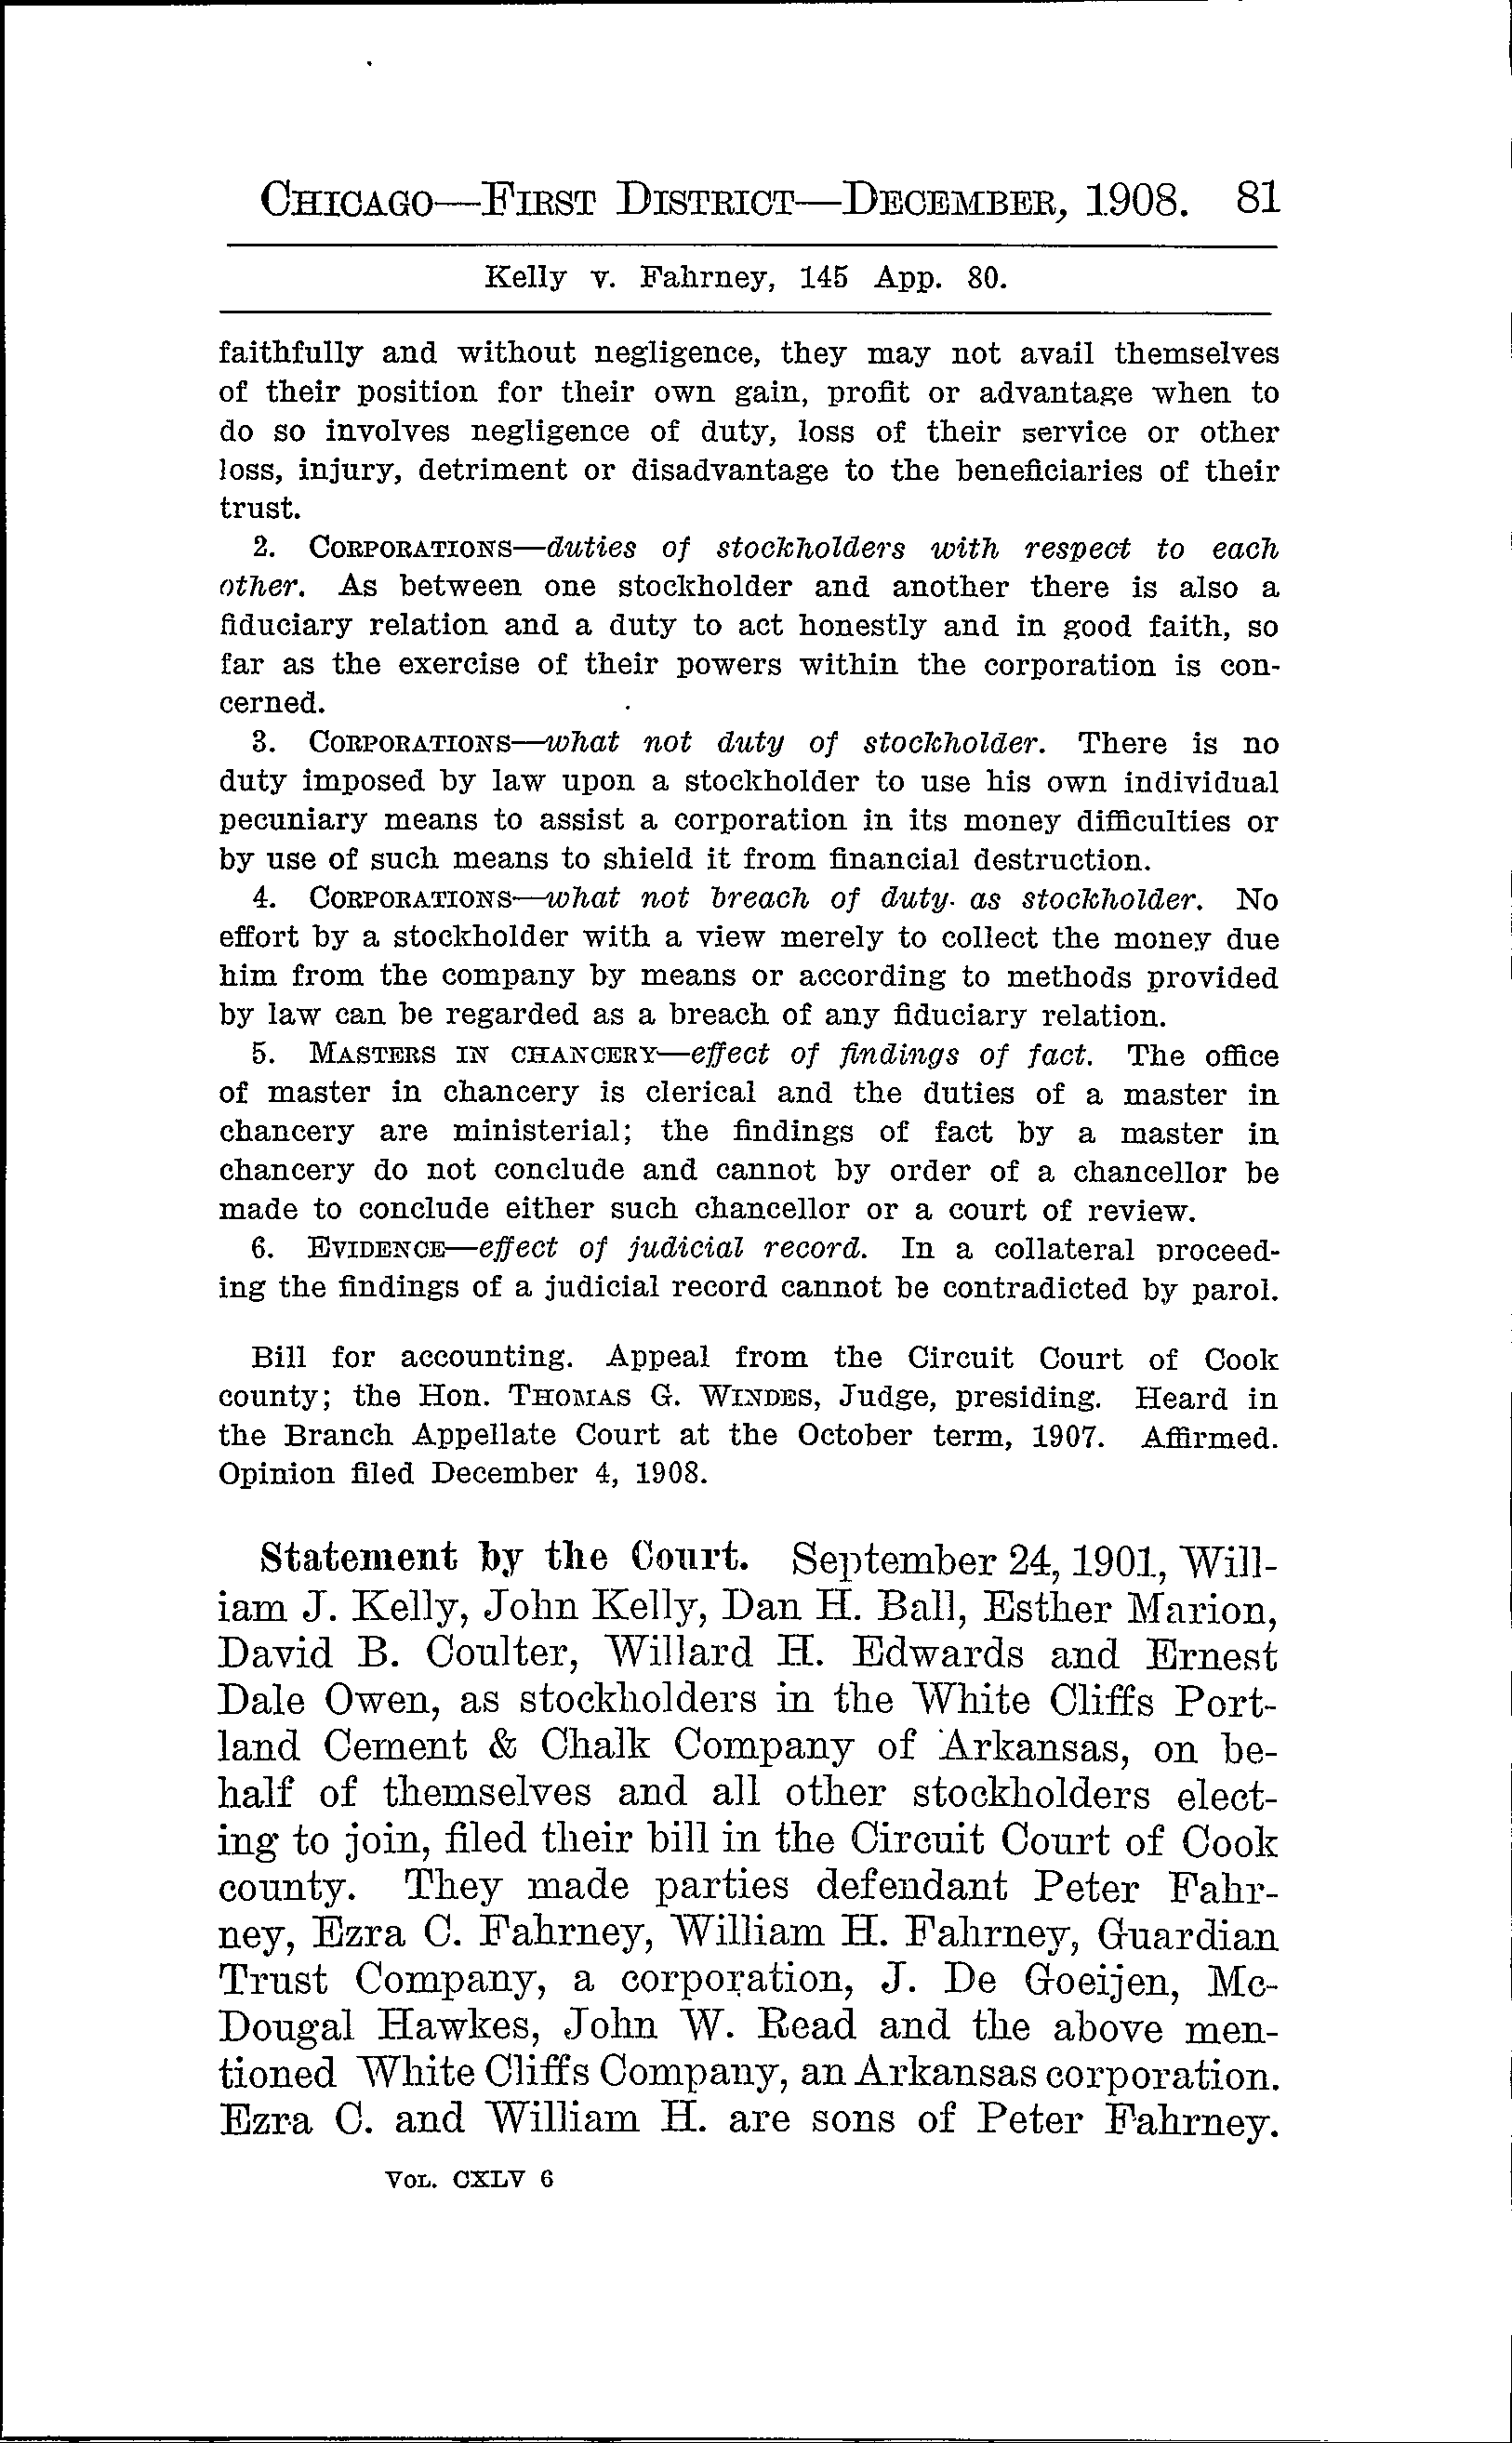 CHICAGO—FIRST DISTRICT—DECEMBER, 1908. 81
Kelly v. Fahrney, 145 App. 80.
faithfully and without negligence, they may not avail themselves
of their position for their own gain, profit or advantage when to
do so involves negligence of duty, loss of their service or other
loss, injury, detriment or disadvantage to the beneficiaries of their
trust.
2. CORPORATIONS—duties of stockholders with respect to each
other. As between one stockholder and another there is also a
fiduciary relation and a duty to act honestly and in good faith, so
far as the exercise of their powers within the corporation is con-
cerned.
3. CORPORATIONS—what not duty of stockholder. There is no
duty imposed by law upon a stockholder to use his own individual
pecuniary means to assist a corporation in its money difficulties or
by use of such means to shield it from financial destruction.
4. CORPORATIONS—what not breach of duty as stockholder. No
effort by a stockholder with a view merely to collect the money due
him from the company by means or according to methods provided
by law can be regarded as a breach of any fiduciary relation.
5. MASTERS IN CHANCERY—effect of findings of fact. The office
of master in chancery is clerical and the duties of a master in
chancery are ministerial; the findings of fact by a master in
chancery do not conclude and cannot by order of a chancellor be
made to conclude either such chancellor or a court of review.
6. EVIDENCE—effect of judicial record. In a collateral proceed-
ing the findings of a judicial record cannot be contradicted by parol.
Bill for accounting. Appeal from the Circuit Court of Cook
county; the Hon. THOMAS G. WINDES, Judge, presiding. Heard in
the Branch Appellate Court at the October term, 1907. Affirmed.
Opinion filed December 4, 1908.
Statement by the Court. September 24, 1901, Will-
iam J. Kelly, John Kelly, Dan H. Ball, Esther Marion,
David B. Coulter, Willard H. Edwards and Ernest
Dale Owen, as stockholders in the White Cliffs Port-
land Cement & Chalk Company of Arkansas, on be-
half of themselves and all other stockholders elect-
ing to join, filed their bill in the Circuit Court of Cook
county. They made parties defendant Peter Fahr-
ney, Ezra C. Fahrney, William H. Fahrney, Guardian
Trust Company, a corporation, J. De Goeijen, Mc-
Dougal Hawkes, John W. Read and the above men-
tioned White Cliffs Company, an Arkansas corporation.
Ezra C. and William H. are sons of Peter Fahrney.
VOL. CXLV 6